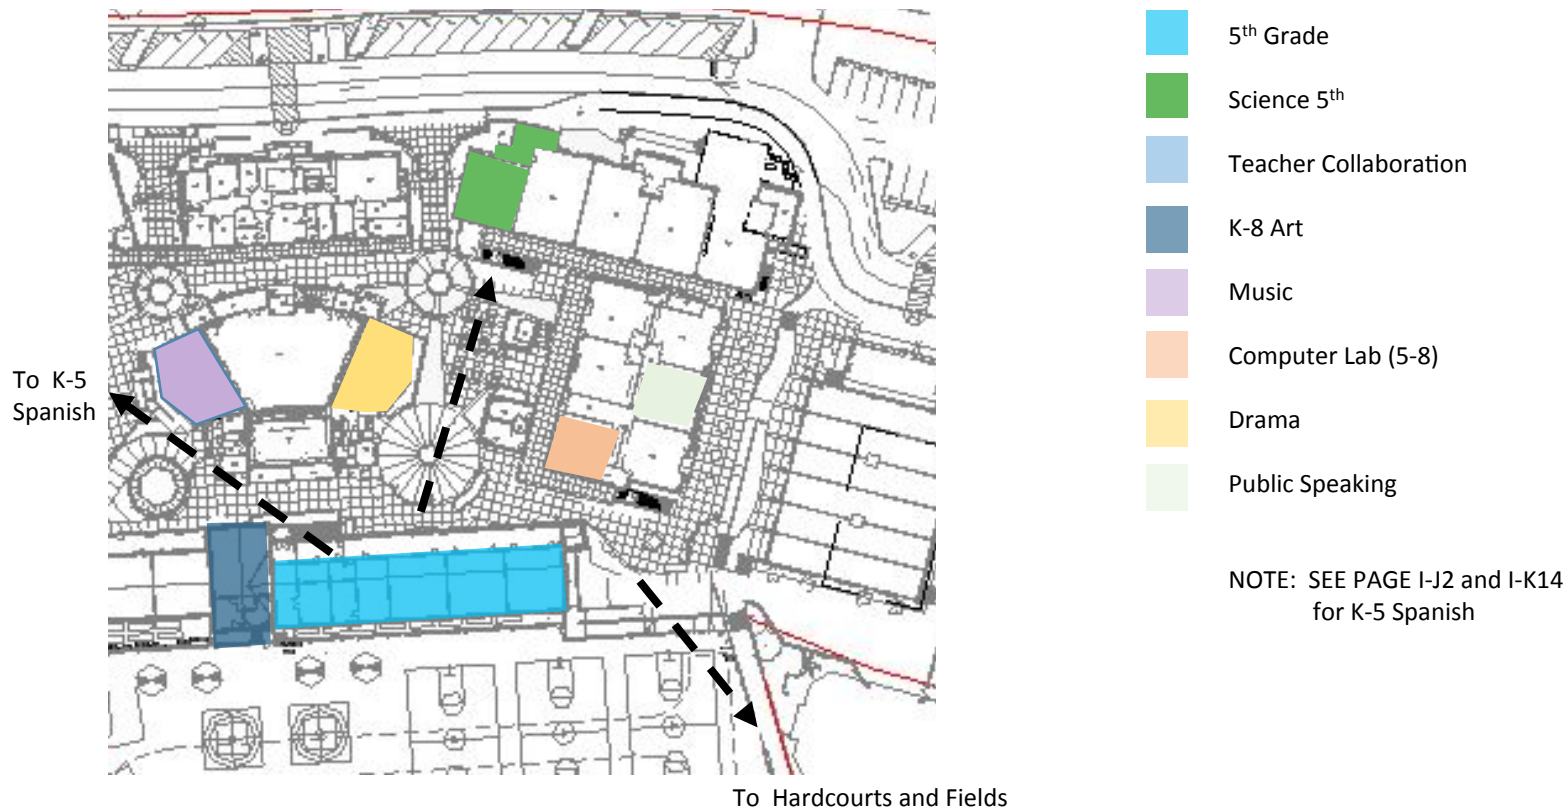 5th Grade
Science 5th
Teacher Collaboration
K-8 Art
Music
Computer Lab (5-8)
Drama
Public Speaking
NOTE: SEE PAGE I-J2 and I-K14
for K-5 Spanish
To K-5
Spanish
To Hardcourts and Fields